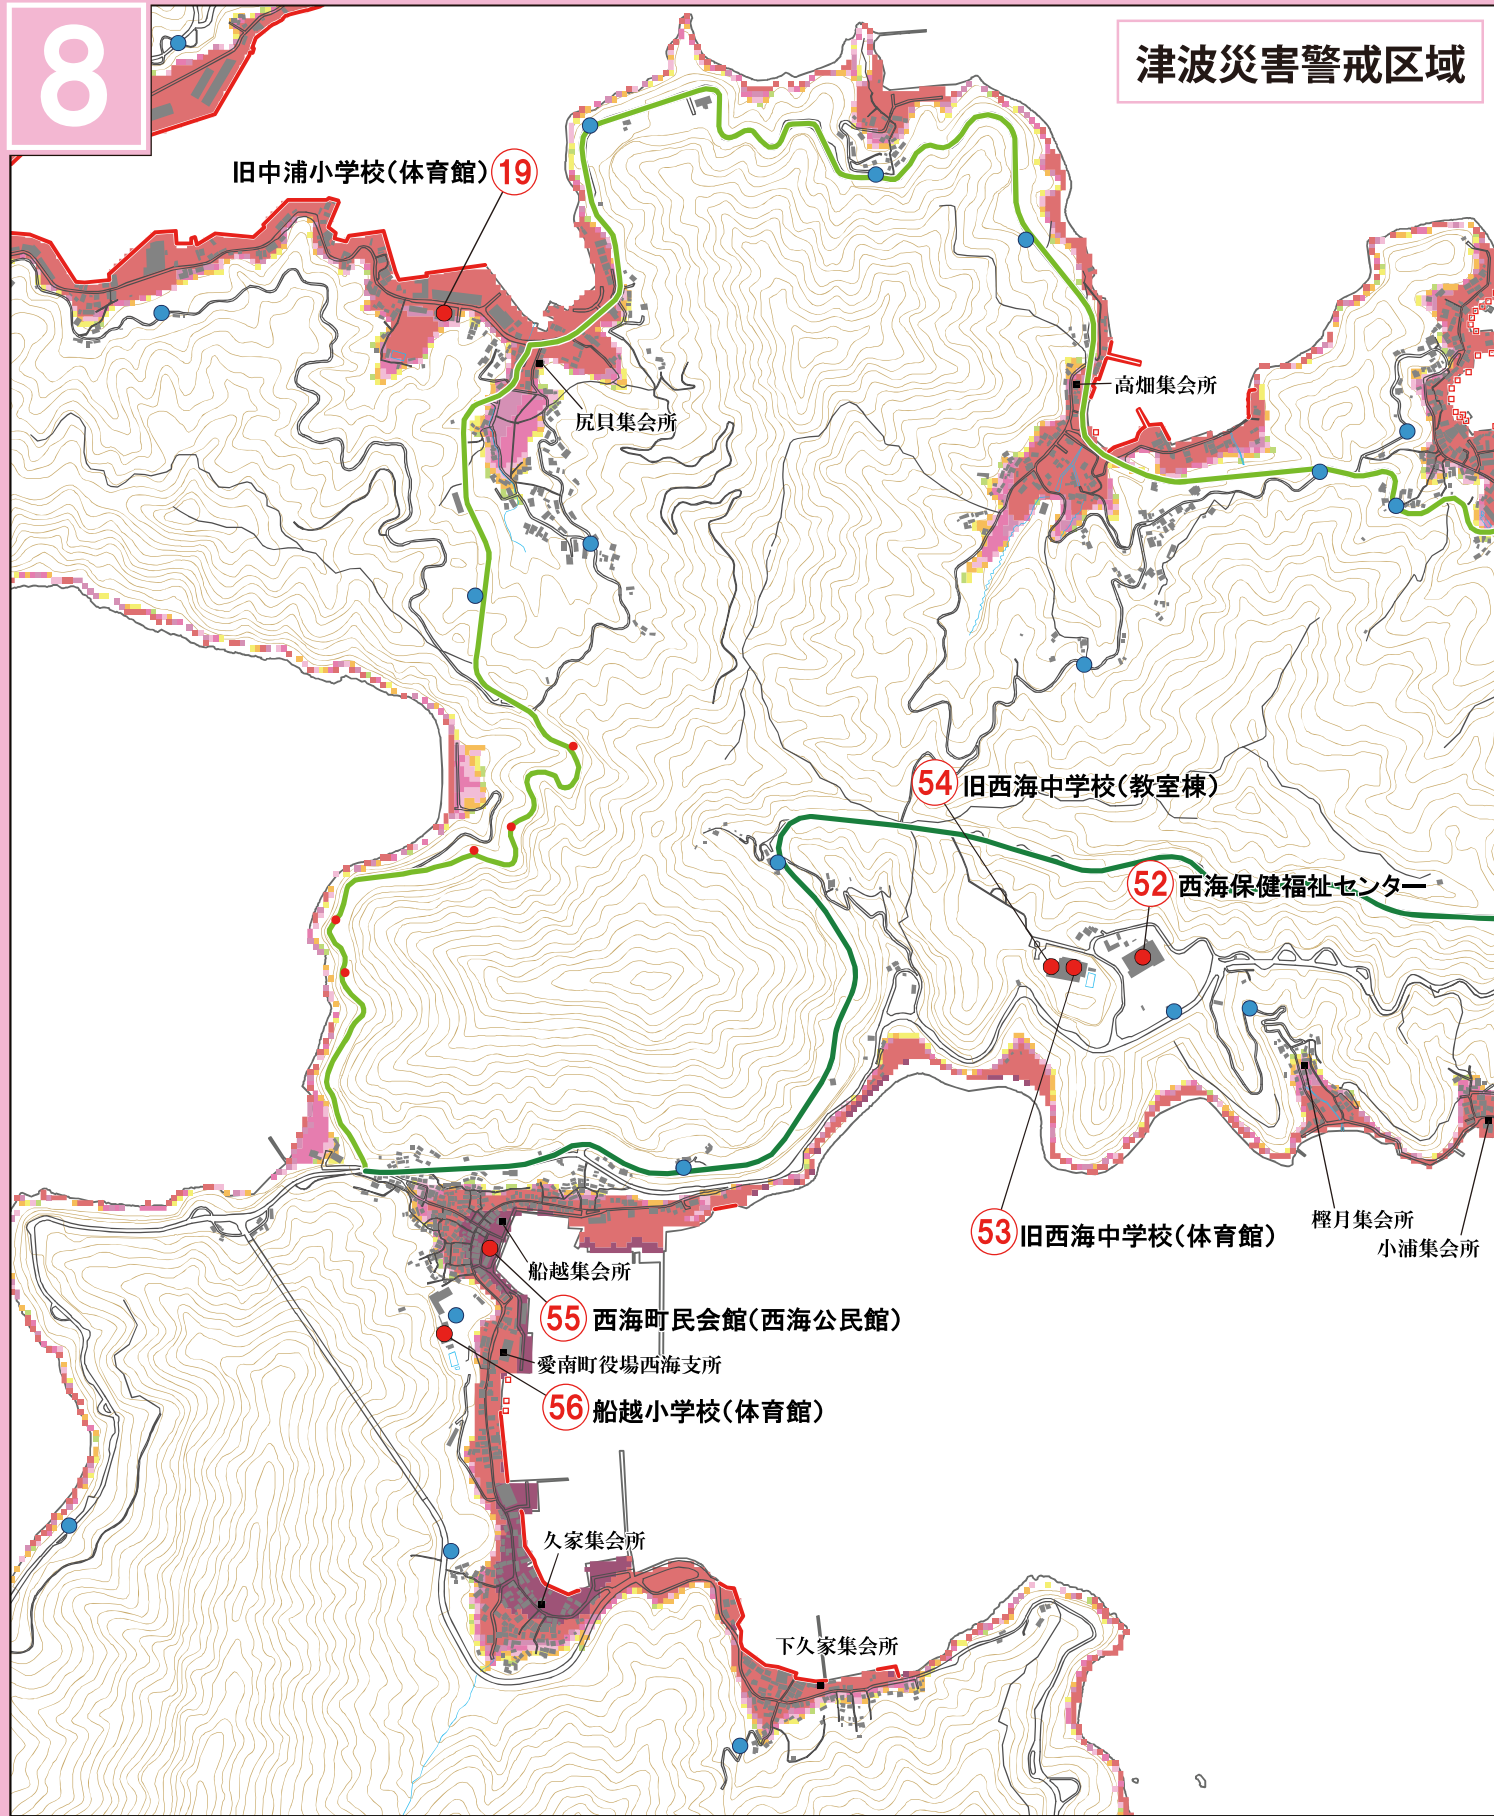 8
津波災害警戒区域
旧中浦小学校（体育館） 19
尻貝集会所
高畑集会所
54 旧西海中学校（教室棟）
52 西海保健福祉センター
53 旧西海中学校（体育館）
樫月集会所
小浦集会所
船越集会所
55 西海町民会館（西海公民館）
愛南町役場西海支所
56 船越小学校（体育館）
久家集会所
下久家集会所